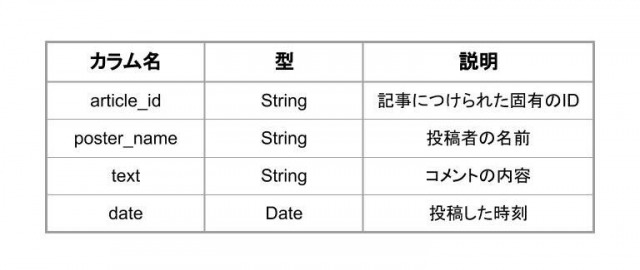 カラム名 型 説明
article_id String 記事につけられた固有のID
poster_name String 投稿者の名前
text String コメントの内容
date Date 投稿した時刻